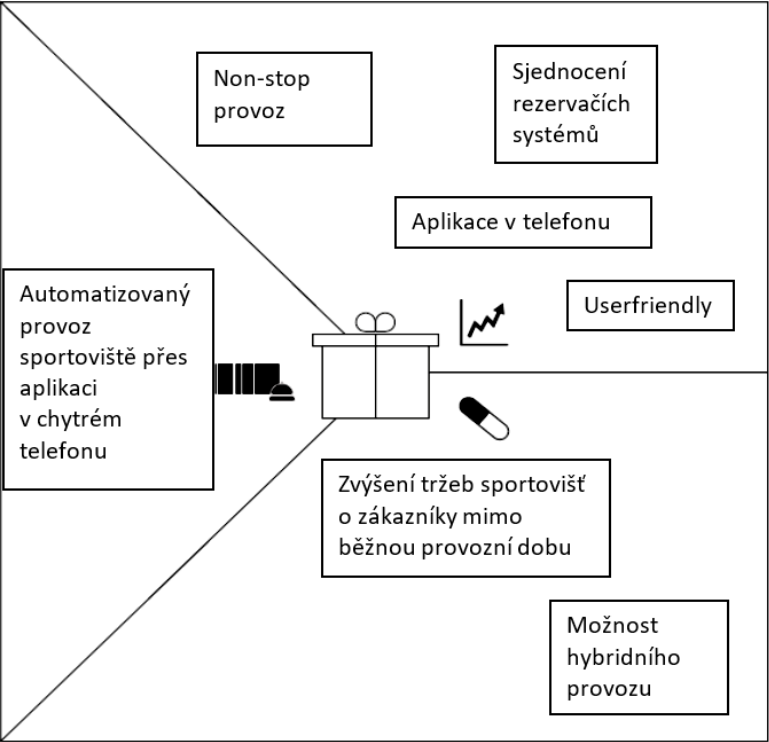 Non-stop
provoz
Sjednocení
rezervačích
systémů
Aplikace v telefonu
Userfriendly
Automatizovaný
provoz
sportoviště přes
aplikaci
v chytrém
telefonu
Zvýšení tržeb sportovišť
o zákazníky mimo
běžnou provozní dobu
Možnost
hybridního
provozu